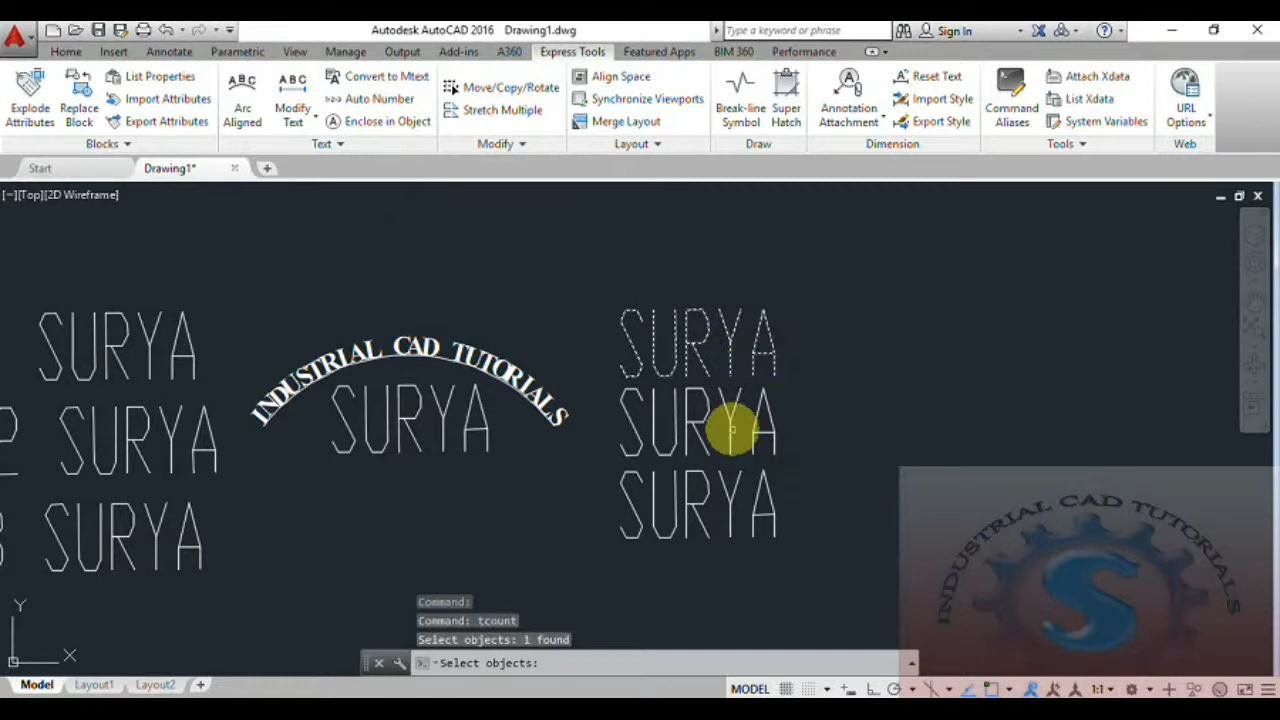 Autodesk AutoCAD 2016 Drawing1.dwg
Type a keyword or phrase
Sign In
Home Insert Annotate Parametric View Manage Output Add-ins A360 Express Tools Featured Apps BIM 360 Performance
Explode Attributes
Replace Block
List Properties
Import Attributes
Export Attributes
Arc Aligned
Modify Text
Convert to Mtext
Auto Number
Enclose in Object
Move/Copy/Rotate
Stretch Multiple
Align Space
Synchronize Viewports
Merge Layout
Break-line Symbol
Super Hatch
Annotation Attachment
Reset Text
Import Style
Export Style
Command Aliases
Attach Xdata
List Xdata
System Variables
URL Options
Blocks Text Modify Layout Draw Dimension Tools Web
Start Drawing1*
[−][Top][2D Wireframe]
SURYA
2 SURYA
3 SURYA
INDUSTRIAL CAD TUTORIALS
SURYA
SURYA
SURYA
SURYA
INDUSTRIAL CAD TUTORIALS
S
Y
X
Command:
Command: tcount
Select objects: 1 found
Select objects:
Model Layout1 Layout2 +
MODEL 1:1